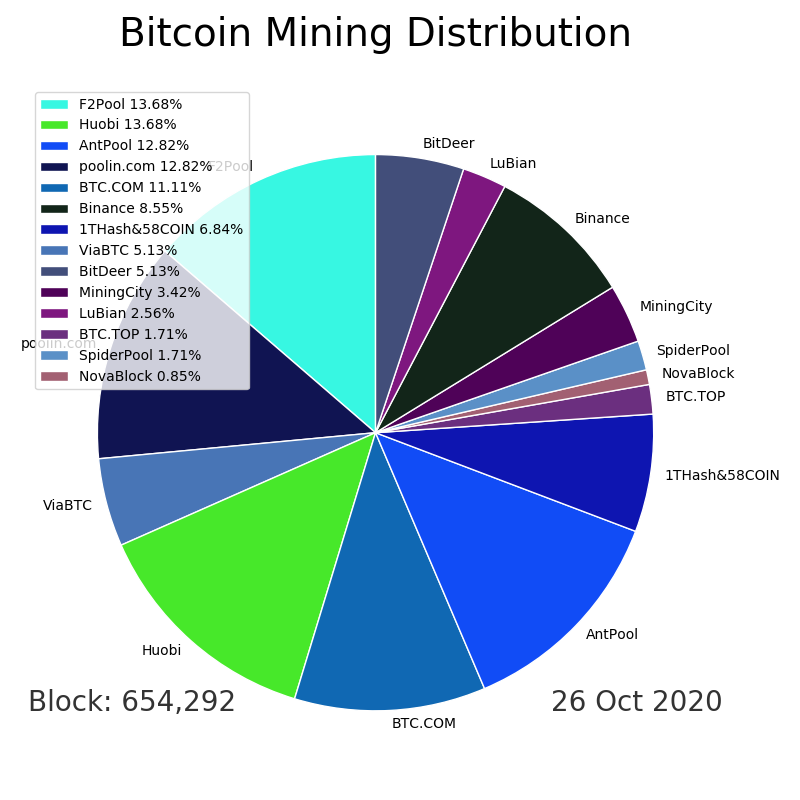 Bitcoin Mining Distribution
F2Pool 13.68%
Huobi 13.68%
AntPool 12.82%
poolin.com 12.82%
BTC.COM 11.11%
Binance 8.55%
1THash&58COIN 6.84%
ViaBTC 5.13%
BitDeer 5.13%
MiningCity 3.42%
LuBian 2.56%
BTC.TOP 1.71%
SpiderPool 1.71%
NovaBlock 0.85%
F2Pool
poolin.com
ViaBTC
Huobi
BTC.COM
AntPool
1THash&58COIN
BTC.TOP
NovaBlock
SpiderPool
MiningCity
Binance
LuBian
BitDeer
Block: 654,292
26 Oct 2020